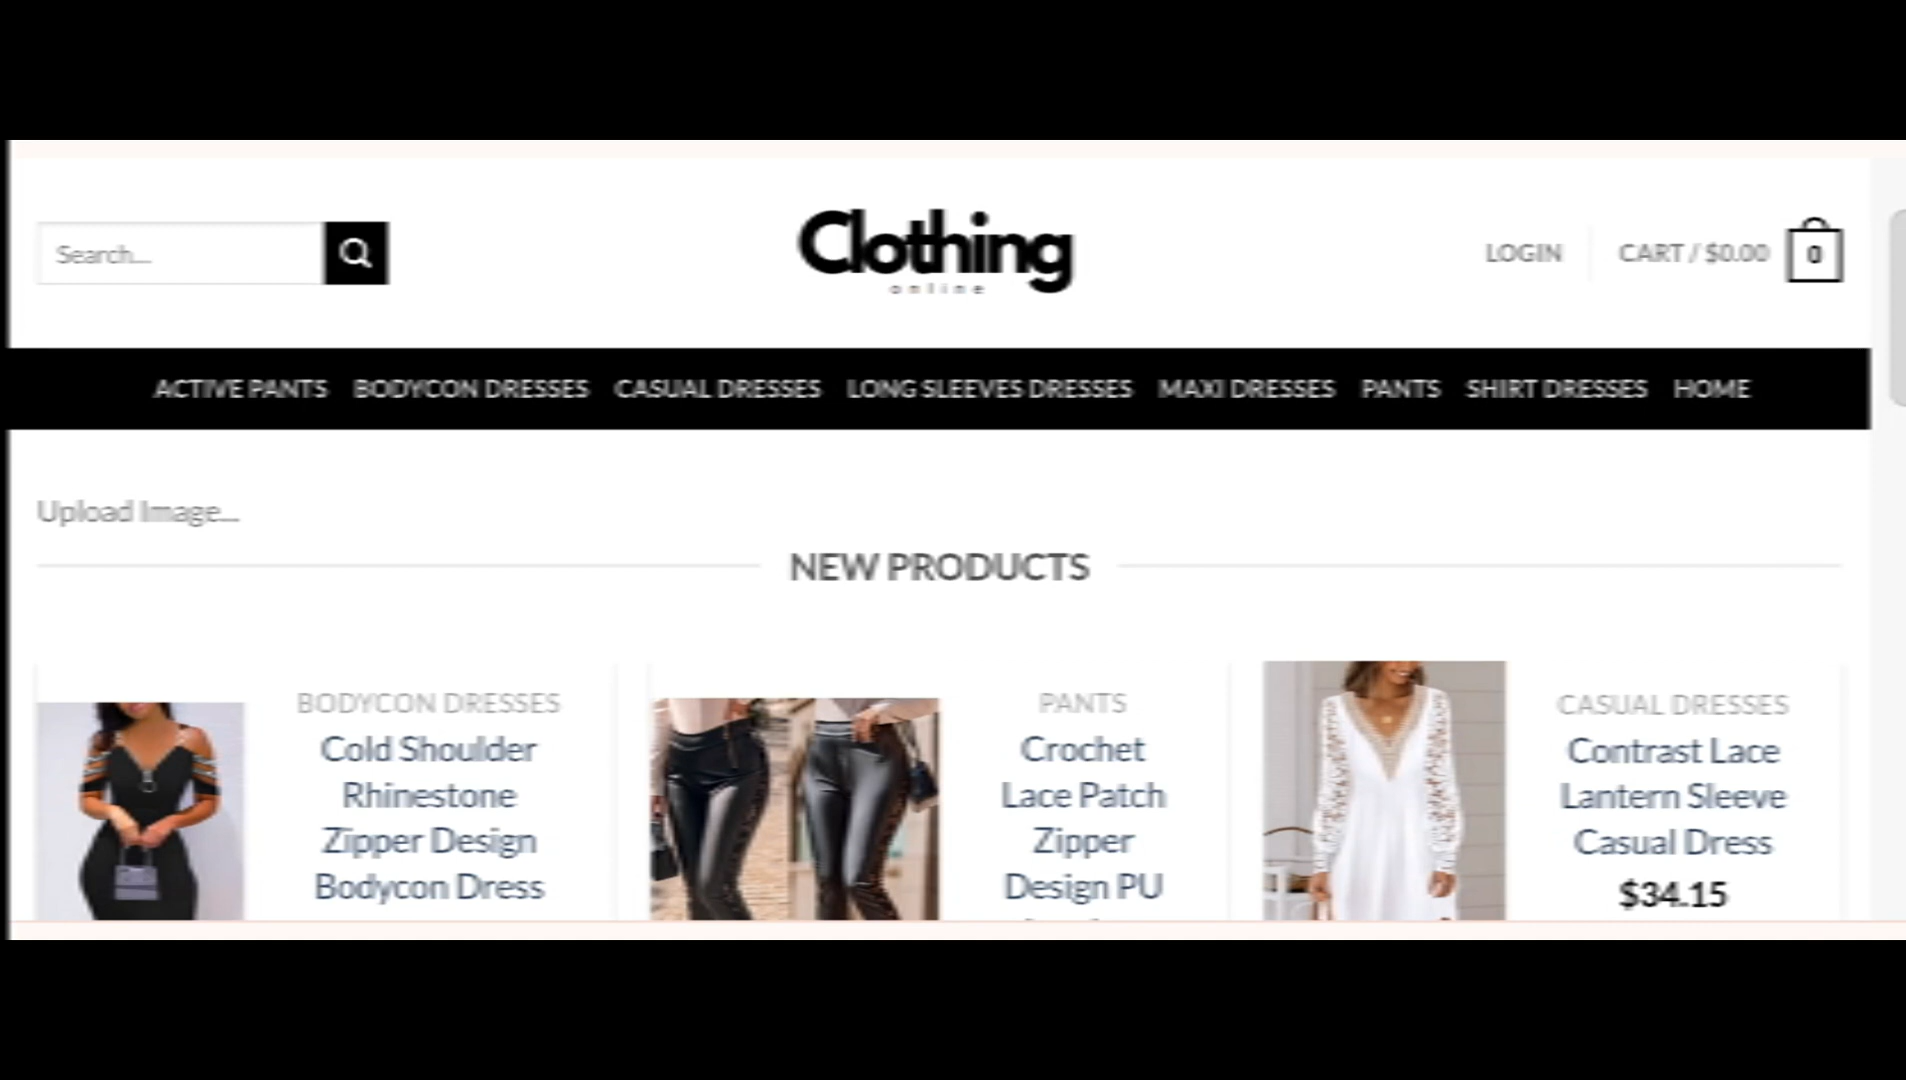 Search...
Clothing
online
LOGIN
CART / $0.00
0
ACTIVE PANTS BODYCON DRESSES CASUAL DRESSES LONG SLEEVES DRESSES MAXI DRESSES PANTS SHIRT DRESSES HOME
Upload Image...
NEW PRODUCTS
BODYCON DRESSES
Cold Shoulder
Rhinestone
Zipper Design
Bodycon Dress
PANTS
Crochet
Lace Patch
Zipper
Design PU
CASUAL DRESSES
Contrast Lace
Lantern Sleeve
Casual Dress
$34.15